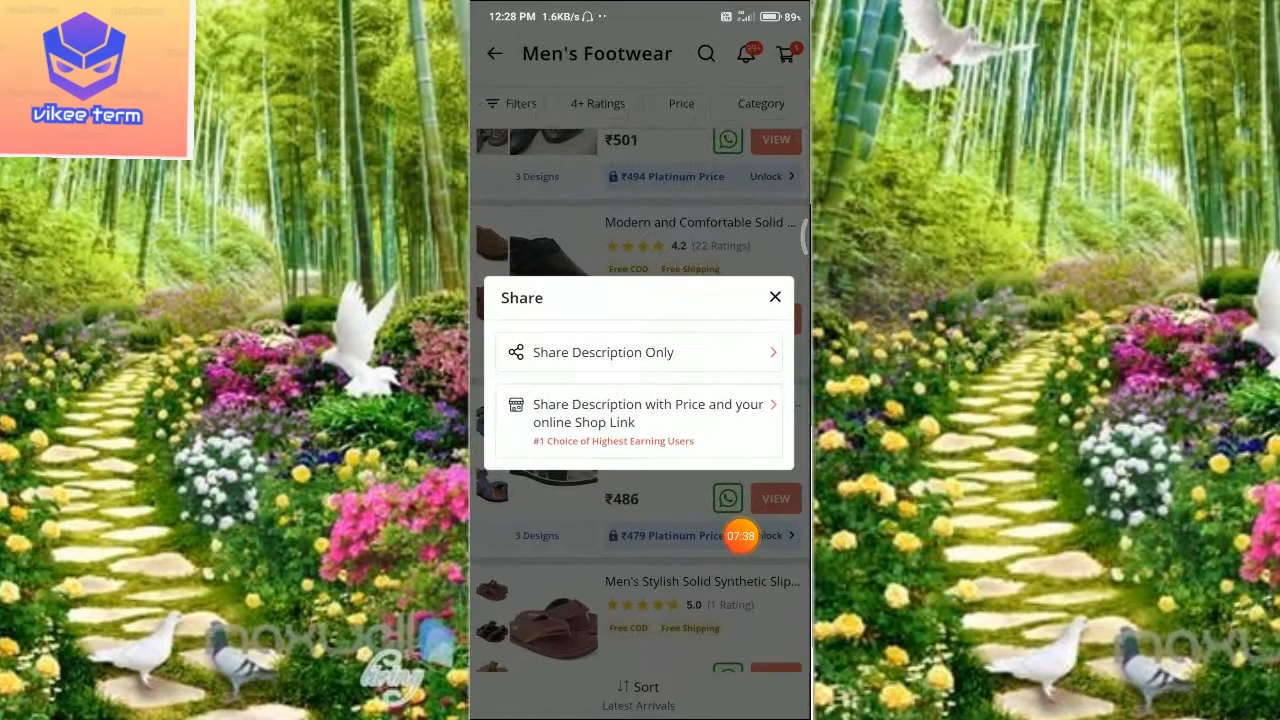 vikee term
12:28 PM 1.6KB/s
89%
Men's Footwear
99+
1
Filters
4+ Ratings
Price
Category
₹501
VIEW
3 Designs
₹494 Platinum Price
Unlock
Modern and Comfortable Solid ...
4.2 (22 Ratings)
Free COD
Free Shipping
Share
Share Description Only
Share Description with Price and your
online Shop Link
#1 Choice of Highest Earning Users
₹486
VIEW
3 Designs
₹479 Platinum Price
07:38
Men's Stylish Solid Synthetic Slip...
5.0 (1 Rating)
Free COD
Free Shipping
Sort
Latest Arrivals